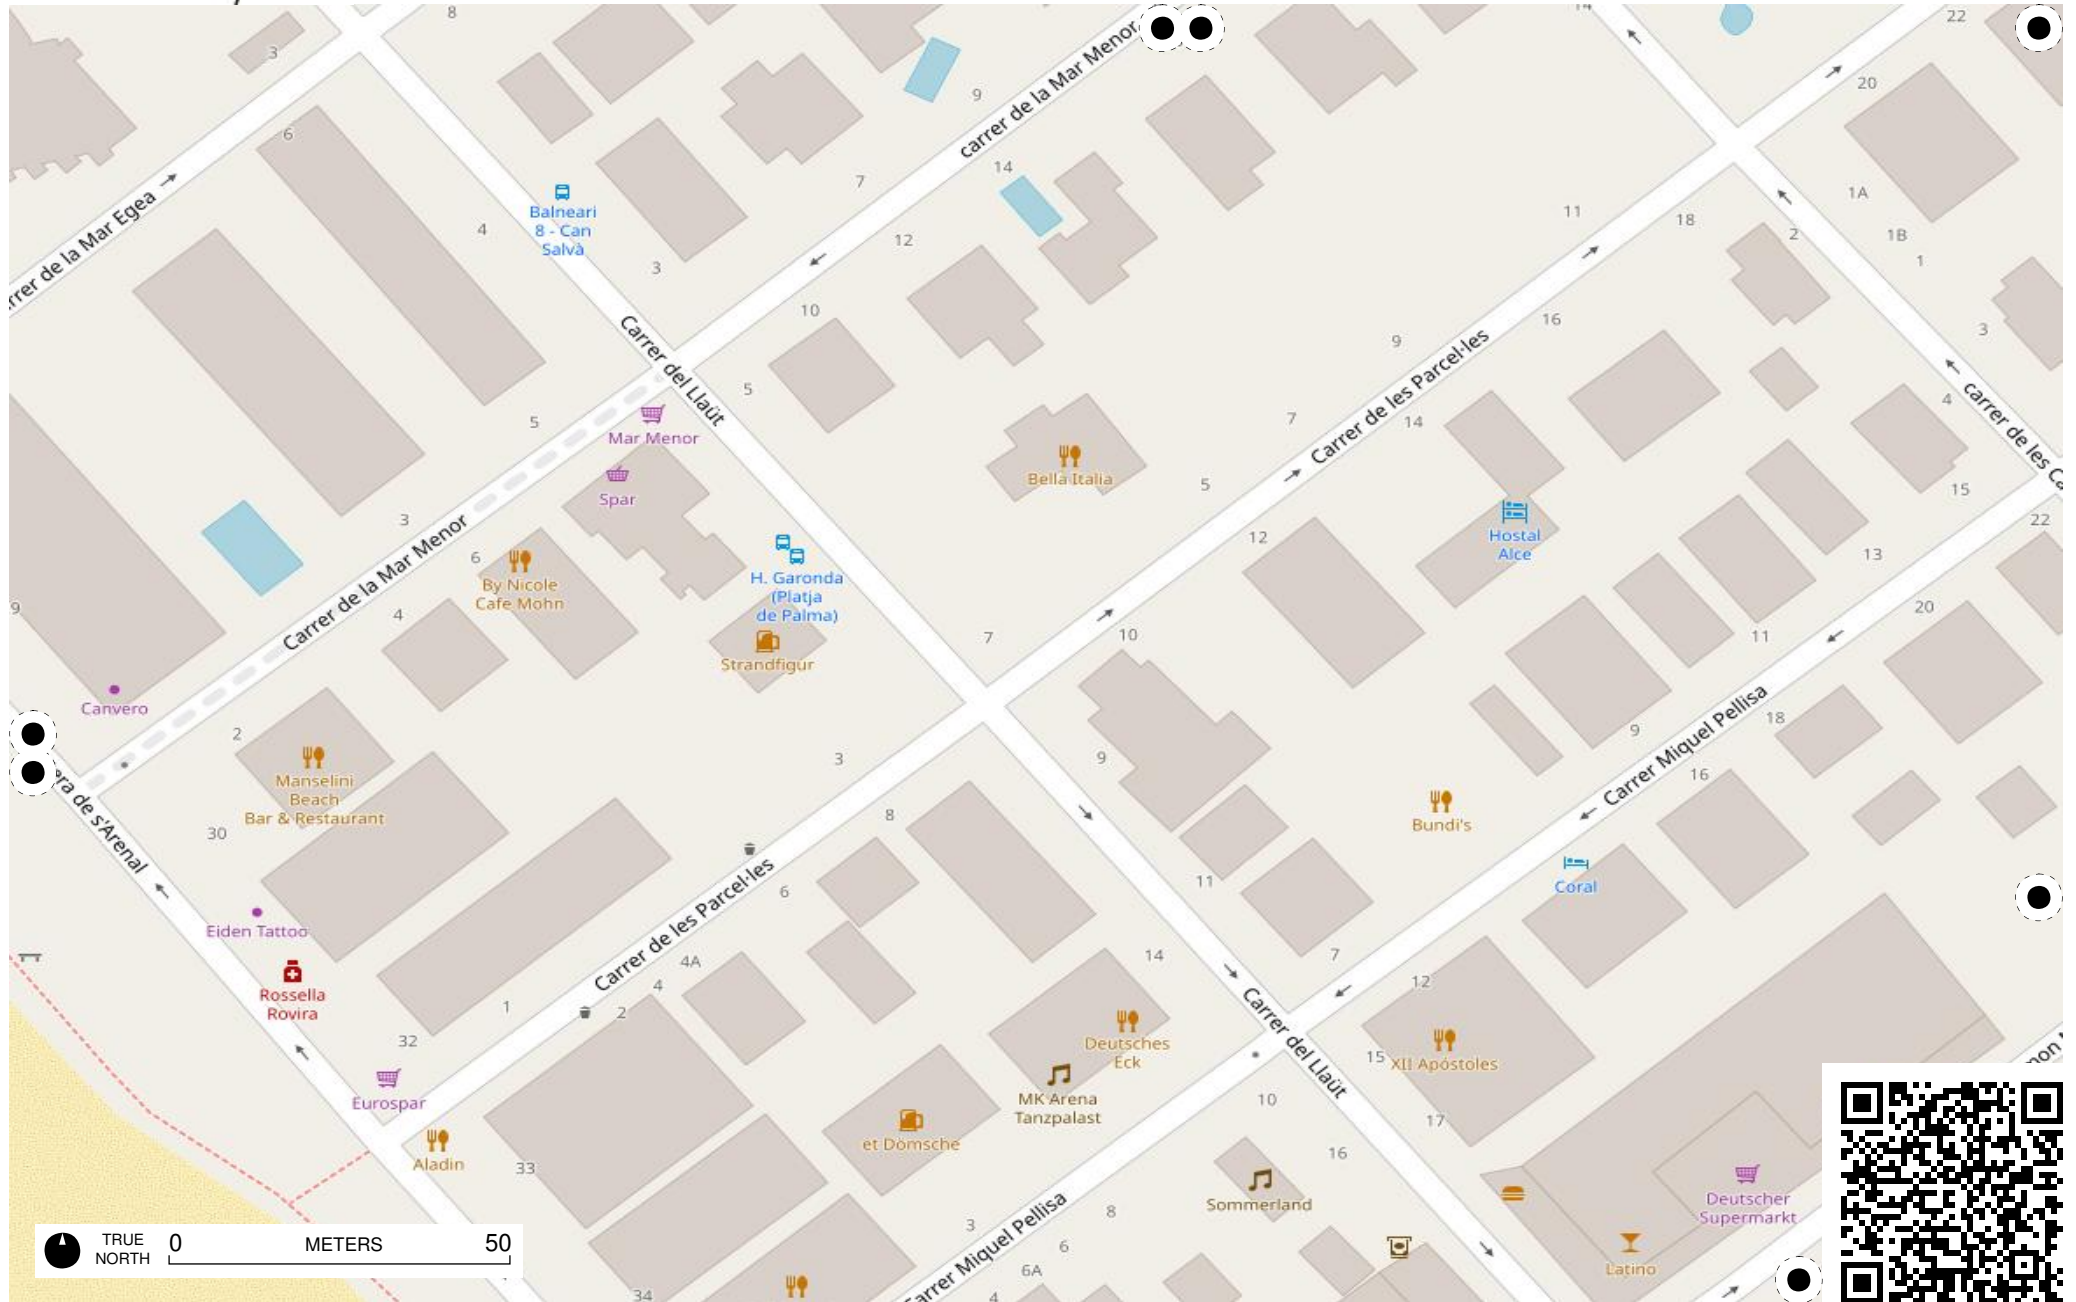 8
3
22
carrer de la Mar Menor
9
20
6
14
7
1A
11
18
2
1B
1
4
12
3
Balneari
8 - Can
Salvà
rrer de la Mar Egea
10
16
3
9
Carrer del Llaüt
5
4
carrer de les
Carrer de les Parcel·les
14
7
5
Mar Menor
Bella Italia
5
15
Spar
3
22
12
Hostal
Alce
13
6
By Nicole
Cafe Mohn
H. Garonda
(Platja
de Palma)
Carrer de la Mar Menor
9
4
20
7
10
11
Strandfigur
Canvero
2
18
9
Carrer Miquel Pellisa
3
9
16
Manselini
Beach
Bar & Restaurant
era de s'Arenal
30
8
Bundi's
Coral
6
11
Carrer de les Parcel·les
Eiden Tattoo
4A
14
7
12
4
Rossella
Rovira
1
2
32
Deutsches
Eck
Carrer del Llaüt
15
XII Apóstoles
Eurospar
MK Arena
Tanzpalast
10
17
et Dömsche
Aladin
33
16
Sommerland
Deutscher
Supermarkt
Carrer Miquel Pellisa
3
8
6
6A
4
Latino
34
TRUE
NORTH
0
METERS
50